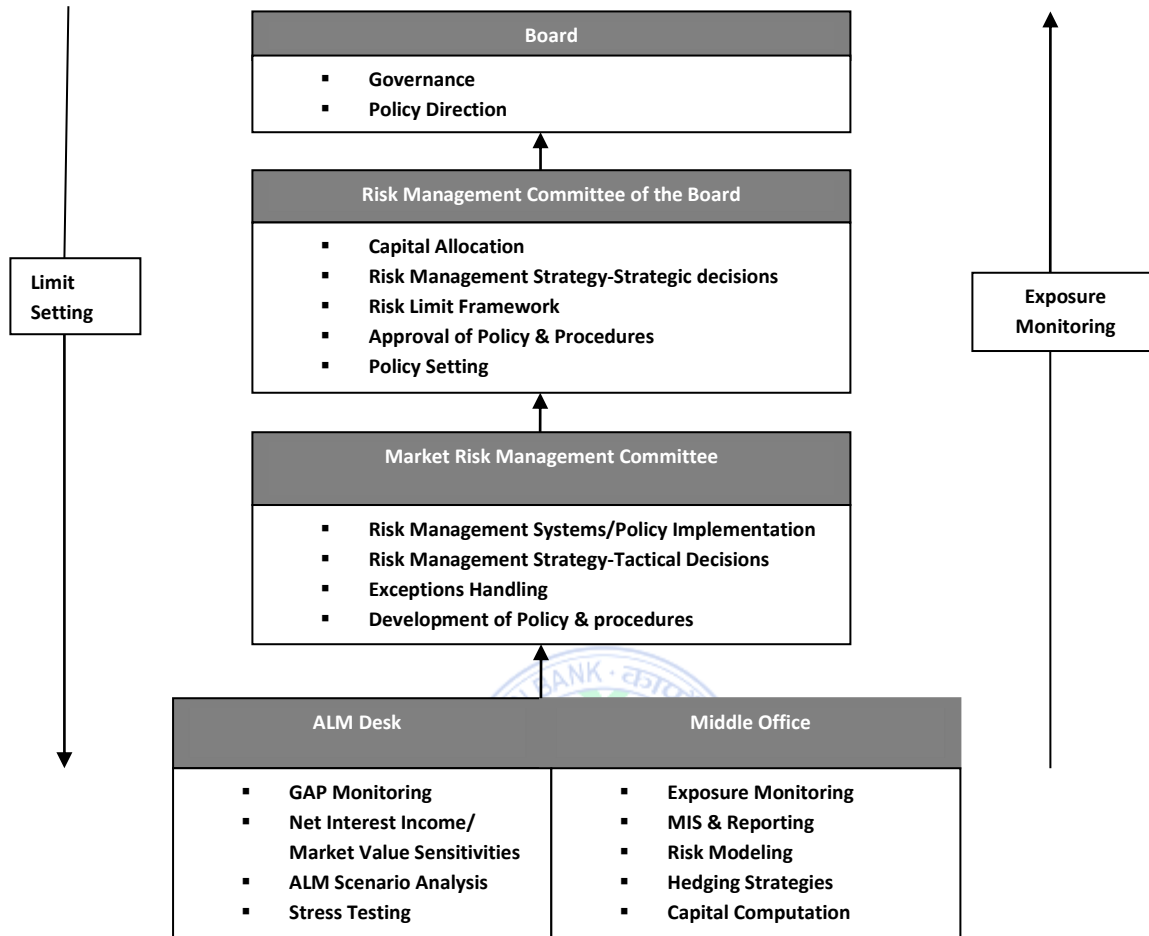 Board
▪ Governance
▪ Policy Direction
Risk Management Committee of the Board
▪ Capital Allocation
▪ Risk Management Strategy-Strategic decisions
▪ Risk Limit Framework
▪ Approval of Policy & Procedures
▪ Policy Setting
Limit
Setting
Exposure
Monitoring
Market Risk Management Committee
▪ Risk Management Systems/Policy Implementation
▪ Risk Management Strategy-Tactical Decisions
▪ Exceptions Handling
▪ Development of Policy & procedures
BANK
ALM Desk
▪ GAP Monitoring
▪ Net Interest Income/
Market Value Sensitivities
▪ ALM Scenario Analysis
▪ Stress Testing
Middle Office
▪ Exposure Monitoring
▪ MIS & Reporting
▪ Risk Modeling
▪ Hedging Strategies
▪ Capital Computation